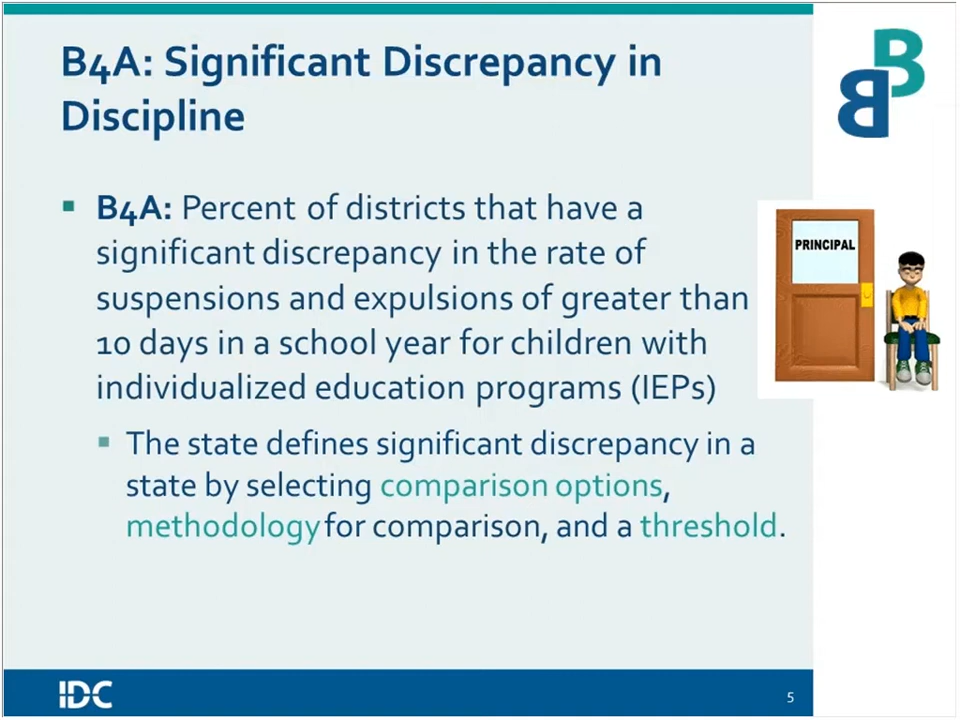 B4A: Significant Discrepancy in
Discipline
B
B
B4A: Percent of districts that have a
significant discrepancy in the rate of
suspensions and expulsions of greater than
10 days in a school year for children with
individualized education programs (IEPs)
PRINCIPAL
The state defines significant discrepancy in a
state by selecting comparison options,
methodology for comparison, and a threshold.
IDC
5